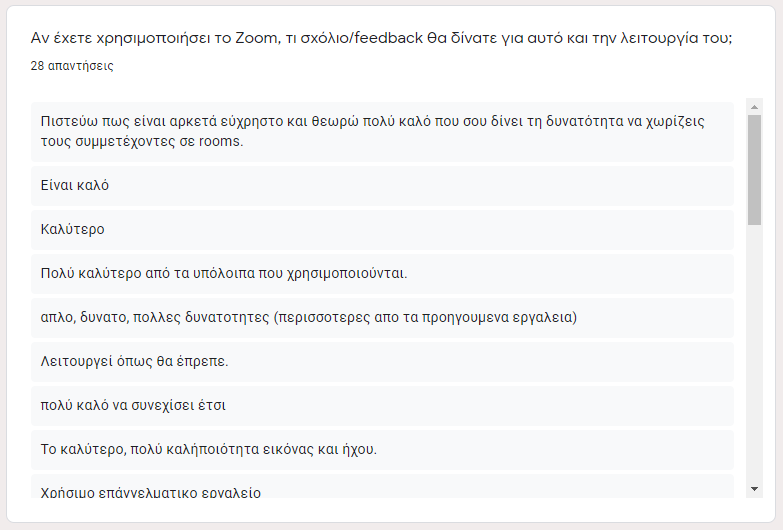 Αν έχετε χρησιμοποιήσει το Zoom, τι σχόλιο/feedback θα δίνατε για αυτό και την λειτουργία του;
28 απαντήσεις
Πιστεύω πως είναι αρκετά εύχρηστο και θεωρώ πολύ καλό που σου δίνει τη δυνατότητα να χωρίζεις
τους συμμετέχοντες σε rooms.
Είναι καλό
Καλύτερο
Πολύ καλύτερο από τα υπόλοιπα που χρησιμοποιούνται.
απλο, δυνατο, πολλες δυνατοτητες (περισσοτερες απο τα προηγουμενα εργαλεια)
Λειτουργεί όπως θα έπρεπε.
πολύ καλό να συνεχίσει έτσι
Το καλύτερο, πολύ καλήποιότητα εικόνας και ήχου.
Χρήσιμο επάγγελματικο εργαλείο